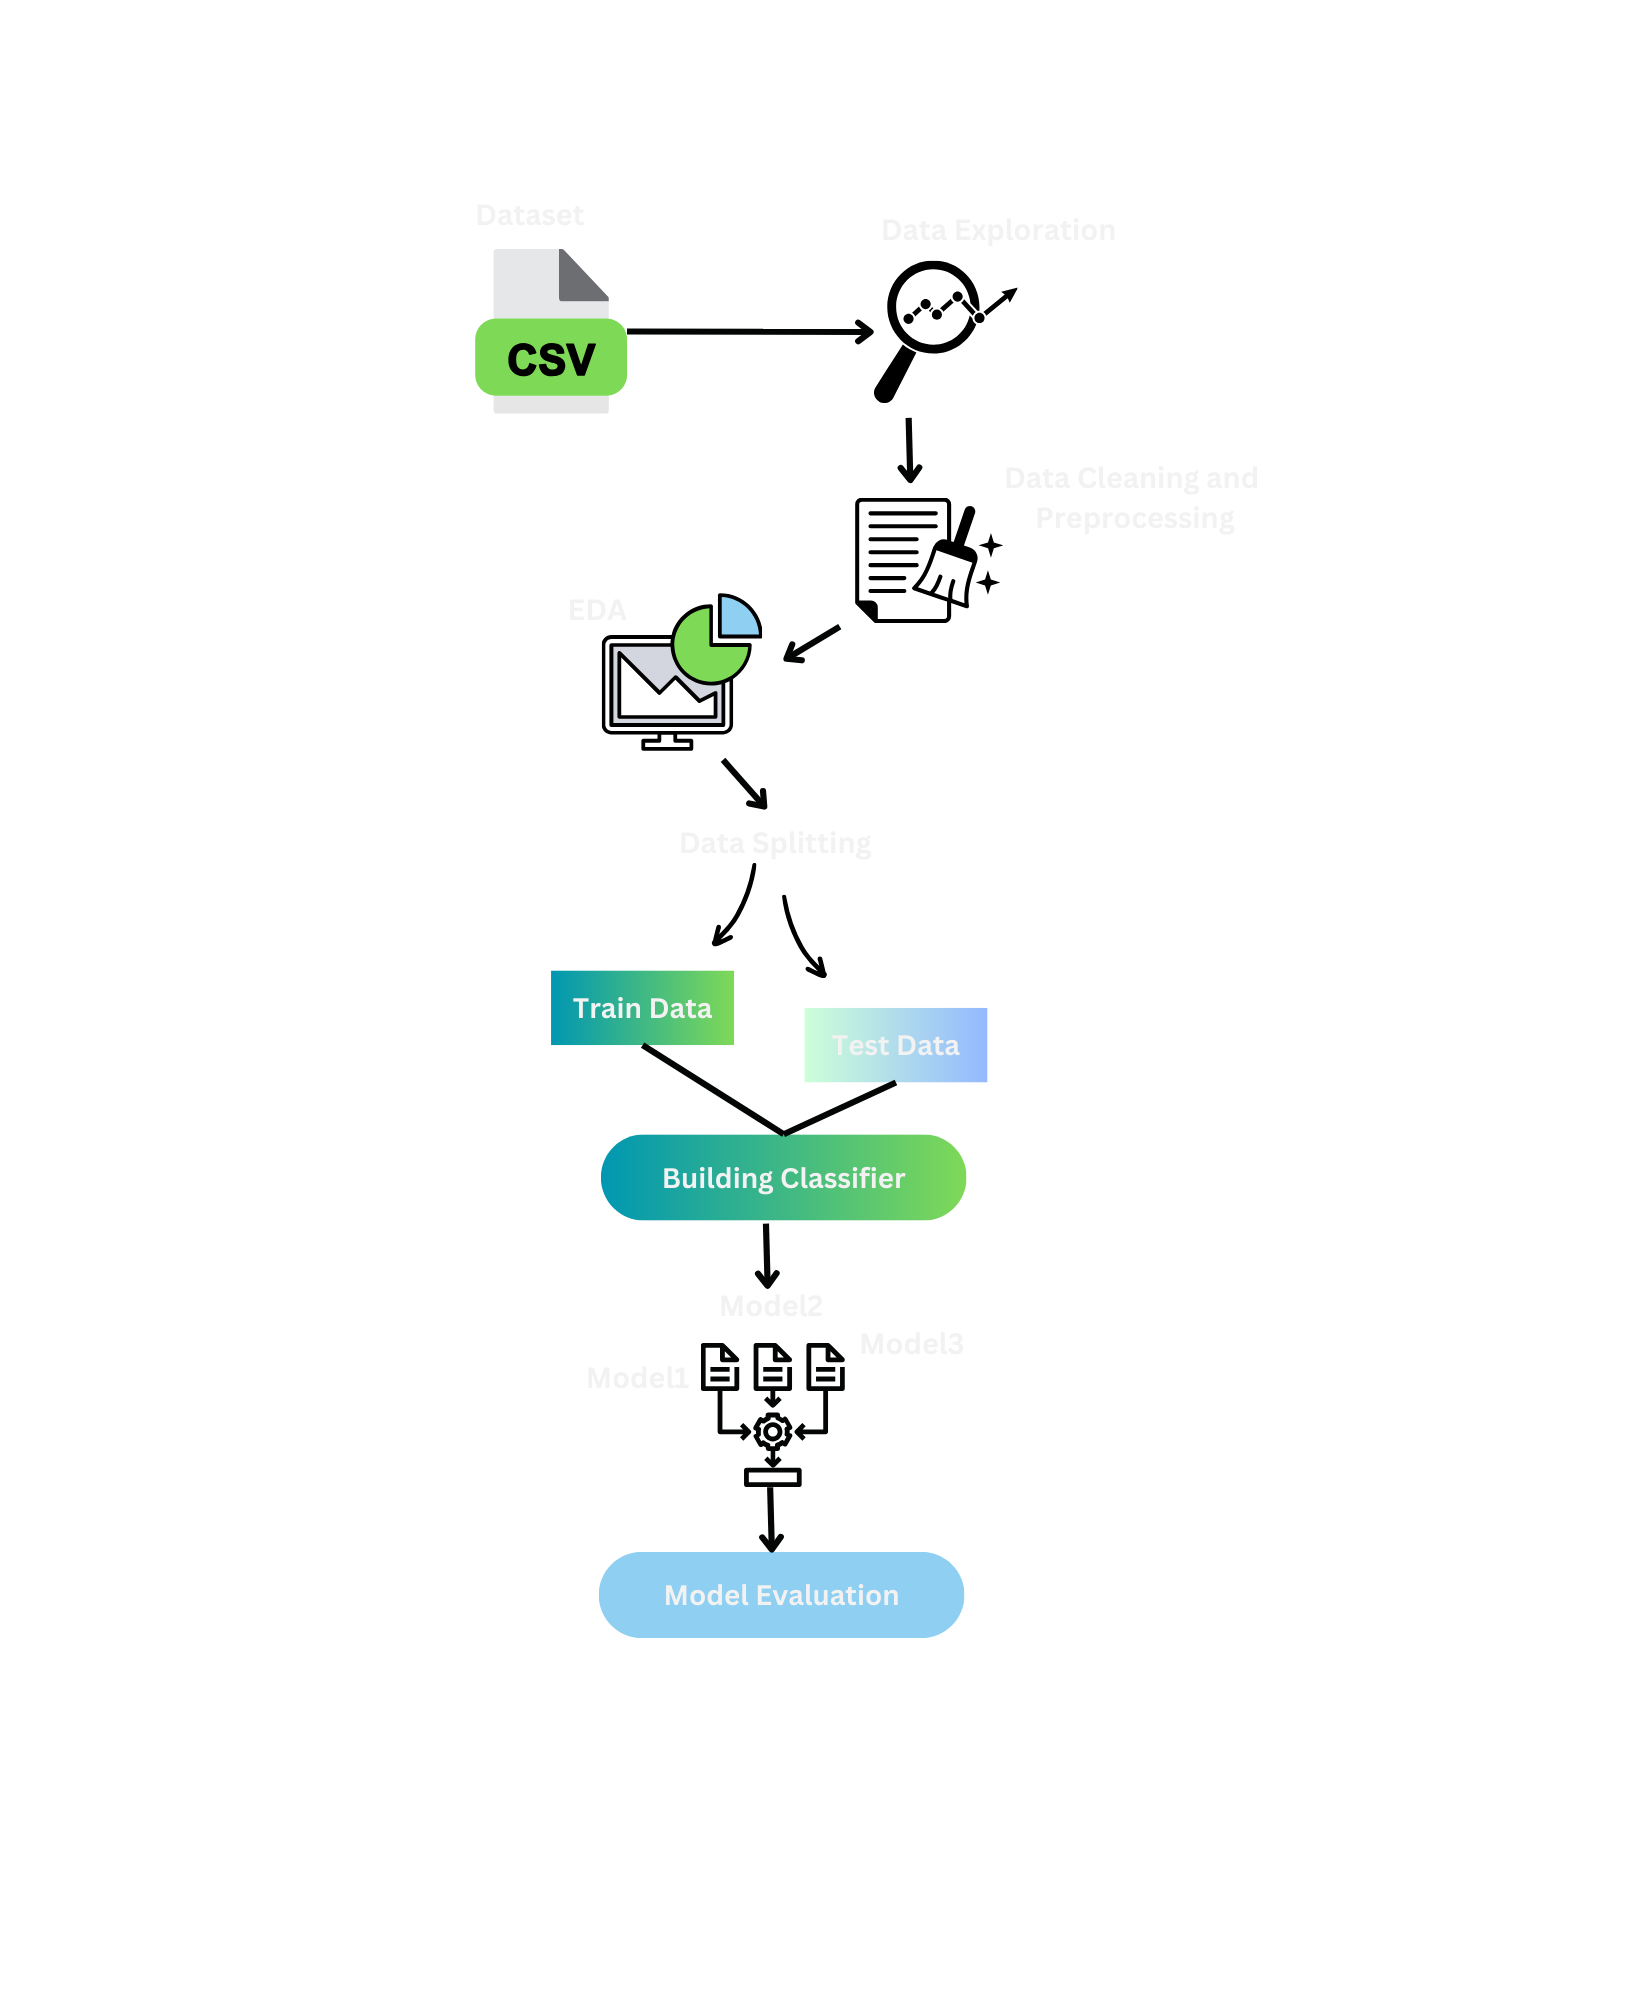 Dataset
Data Exploration
CSV
Data Cleaning and
Preprocessing
EDA
Data Splitting
Train Data
Test Data
Building Classifier
Model2
Model3
Model1
Model Evaluation